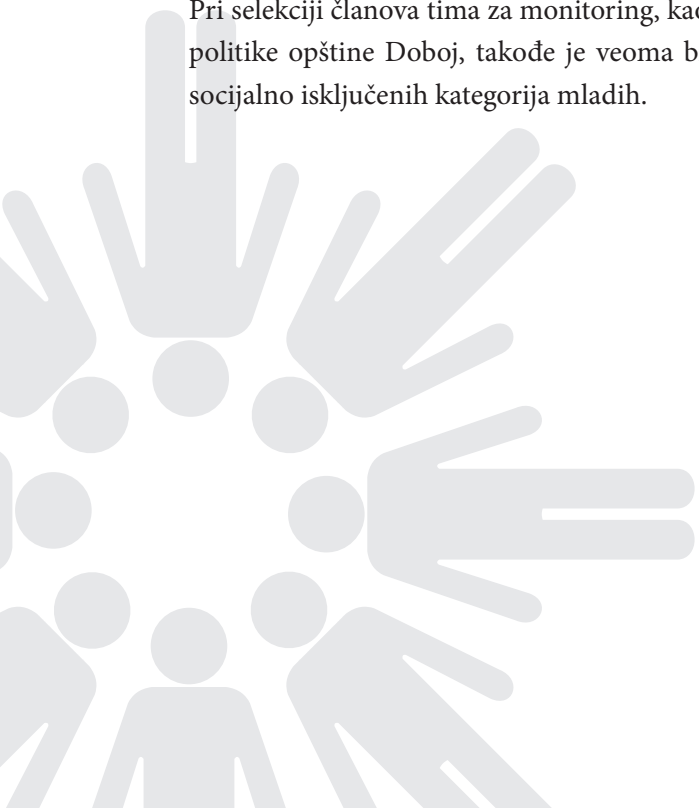 Pri selekciji članova tima za monitoring, kao
politike opštine Doboj, takođe je veoma b
socijalno isključenih kategorija mladih.